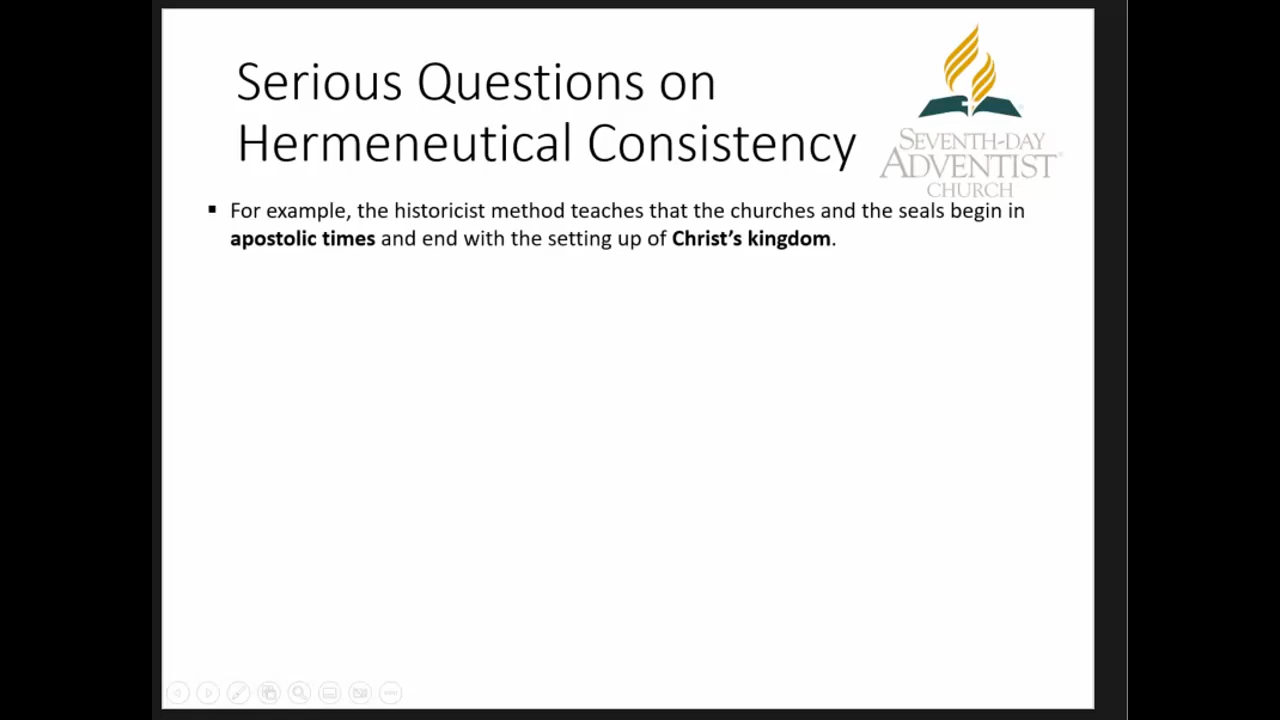 Serious Questions on
Hermeneutical Consistency
SEVENTH-DAY
ADVENTIST
CHURCH
▪ For example, the historicist method teaches that the churches and the seals begin in
apostolic times and end with the setting up of Christ’s kingdom.